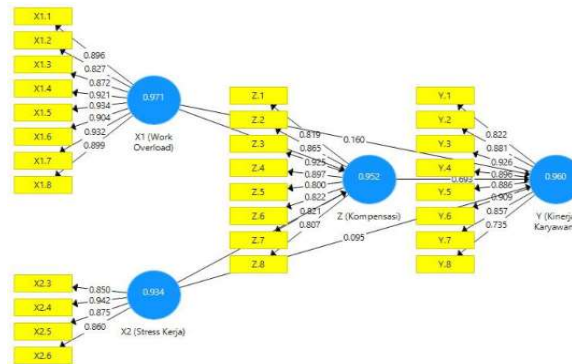 X1.1
X1.2
X1.3
X1.4
X1.5
X1.6
X1.7
X1.8
0.896
0.827
0.872
0.921
0.934
0.904
0.932
0.899
0.971
X1 (Work
Overload)
X2.3
X2.4
X2.5
X2.6
0.850
0.942
0.875
0.860
0.934
X2 (Stress Kerja)
Z.1
Z.2
Z.3
Z.4
Z.5
Z.6
Z.7
Z.8
0.819
0.865
0.925
0.897
0.800
0.822
0.821
0.807
0.952
Z (Kompensasi)
0.160
0.693
0.095
Y.1
Y.2
Y.3
Y.4
Y.5
Y.6
Y.7
Y.8
0.822
0.881
0.926
0.896
0.886
0.909
0.857
0.735
0.960
Y (Kinerja
Karyawan